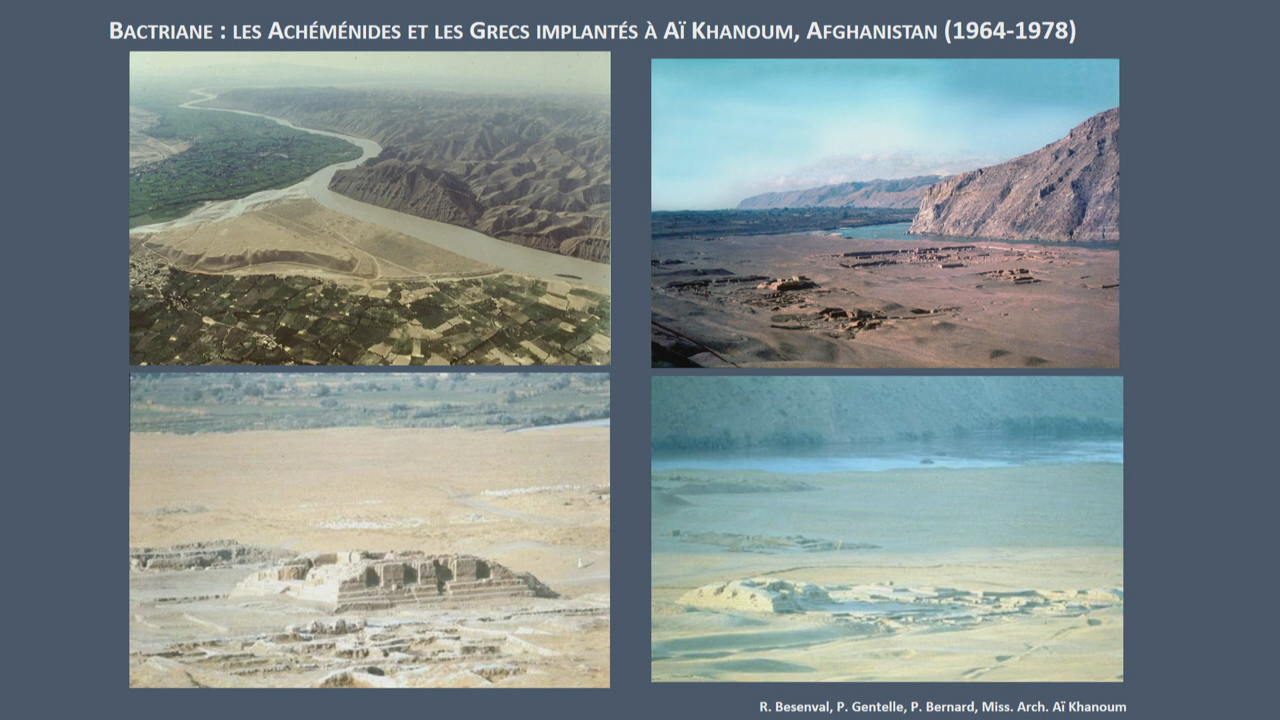 BACTRIANE : LES ACHÉMÉNIDES ET LES GRECS IMPLANTÉS À AÏ KHANOUM, AFGHANISTAN (1964-1978)
R. Besenval, P. Gentelle, P. Bernard, Miss. Arch. Aï Khanoum